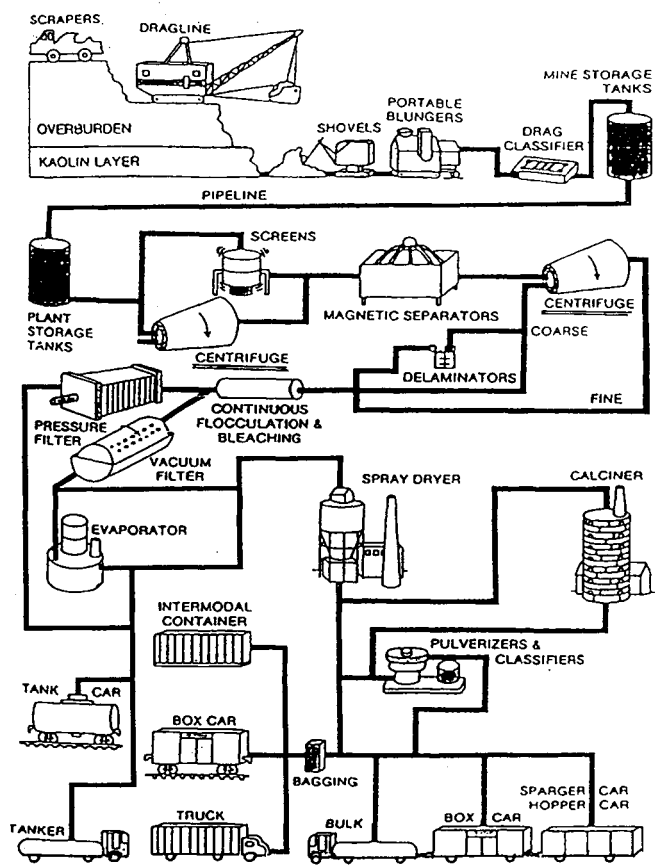 SCRAPERS
DRAGLINE
MINE STORAGE
TANKS
PORTABLE
BLUNGERS
SHOVELS
DRAG
CLASSIFIER
OVERBURDEN
KAOLIN LAYER
PIPELINE
SCREENS
PLANT
STORAGE
TANKS
MAGNETIC SEPARATORS
CENTRIFUGE
CENTRIFUGE
COARSE
DELAMINATORS
FINE
PRESSURE
FILTER
CONTINUOUS
FLOCCULATION &
BLEACHING
VACUUM
FILTER
SPRAY DRYER
CALCINER
EVAPORATOR
INTERMODAL
CONTAINER
PULVERIZERS &
CLASSIFIERS
TANK CAR
BOX CAR
BAGGING
SPARGER CAR
HOPPER CAR
TANKER
TRUCK
BULK
BOX CAR